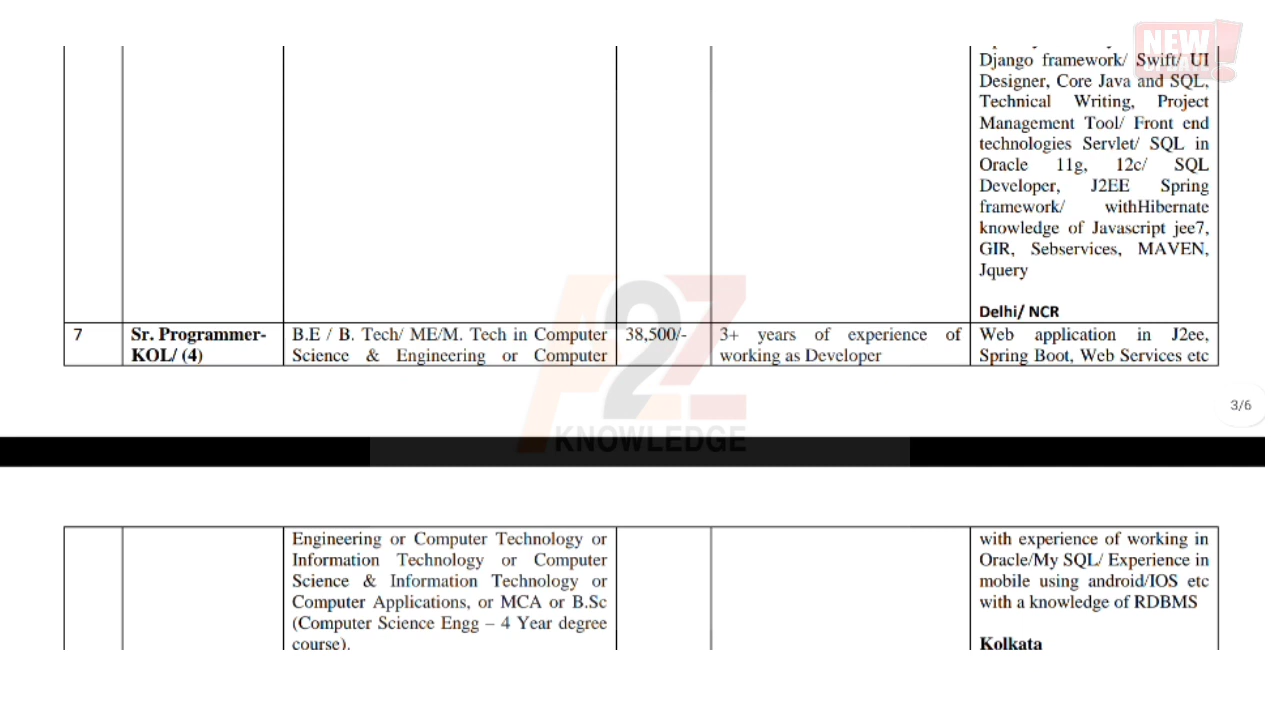 NEW
Django framework/ Swift/ UI
Designer, Core Java and SQL,
Technical Writing, Project
Management Tool/ Front end
technologies Servlet/ SQL in
Oracle 11g, 12c/ SQL
Developer, J2EE Spring
framework/ withHibernate
knowledge of Javascript jee7,
GIR, Sebservices, MAVEN,
Jquery
Delhi/ NCR
7 Sr. Programmer- B.E / B. Tech/ ME/M. Tech in Computer 38,500/- 3+ years of experience of Web application in J2ee,
KOL/ (4) Science & Engineering or Computer working as Developer Spring Boot, Web Services etc
3/6
A2Z
KNOWLEDGE
Engineering or Computer Technology or with experience of working in
Information Technology or Computer Oracle/My SQL/ Experience in
Science & Information Technology or mobile using android/IOS etc
Computer Applications, or MCA or B.Sc with a knowledge of RDBMS
(Computer Science Engg – 4 Year degree
course). Kolkata